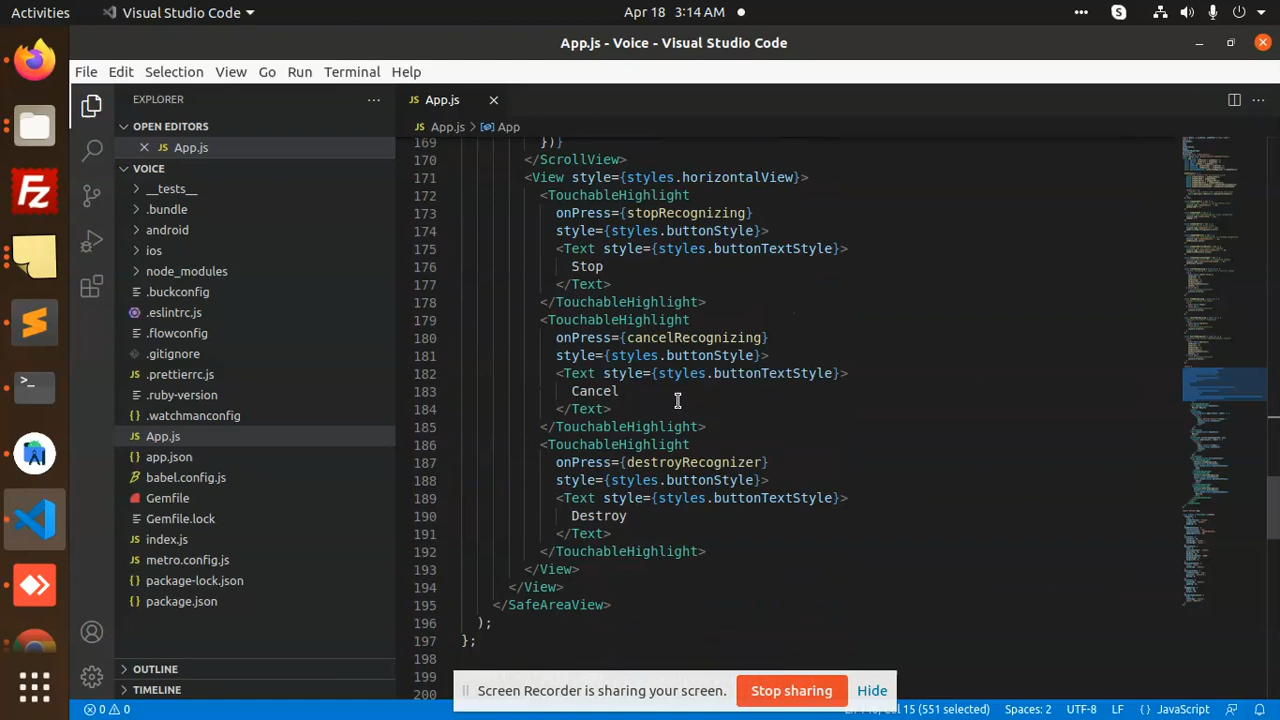 Activities
Visual Studio Code
Apr 18 3:14 AM
App.js - Voice - Visual Studio Code
File Edit Selection View Go Run Terminal Help
EXPLORER
OPEN EDITORS
JS App.js
VOICE
__tests__
.bundle
android
ios
node_modules
.buckconfig
.eslintrc.js
.flowconfig
.gitignore
.prettierrc.js
.ruby-version
.watchmanconfig
JS App.js
{} app.json
B babel.config.js
Gemfile
Gemfile.lock
JS index.js
JS metro.config.js
{} package-lock.json
{} package.json
OUTLINE
TIMELINE
JS App.js
JS App.js > App
169 })}
170 </ScrollView>
171 <View style={styles.horizontalView}>
172 <TouchableHighlight
173 onPress={stopRecognizing}
174 style={styles.buttonStyle}>
175 <Text style={styles.buttonTextStyle}>
176 Stop
177 </Text>
178 </TouchableHighlight>
179 <TouchableHighlight
180 onPress={cancelRecognizing}
181 style={styles.buttonStyle}>
182 <Text style={styles.buttonTextStyle}>
183 Cancel
184 </Text>
185 </TouchableHighlight>
186 <TouchableHighlight
187 onPress={destroyRecognizer}
188 style={styles.buttonStyle}>
189 <Text style={styles.buttonTextStyle}>
190 Destroy
191 </Text>
192 </TouchableHighlight>
193 </View>
194 </View>
195 </SafeAreaView>
196 );
197 };
198
199
200
Screen Recorder is sharing your screen.
Stop sharing
Hide
0 0
Col 15 (551 selected)
Spaces: 2
UTF-8
LF
{} JavaScript